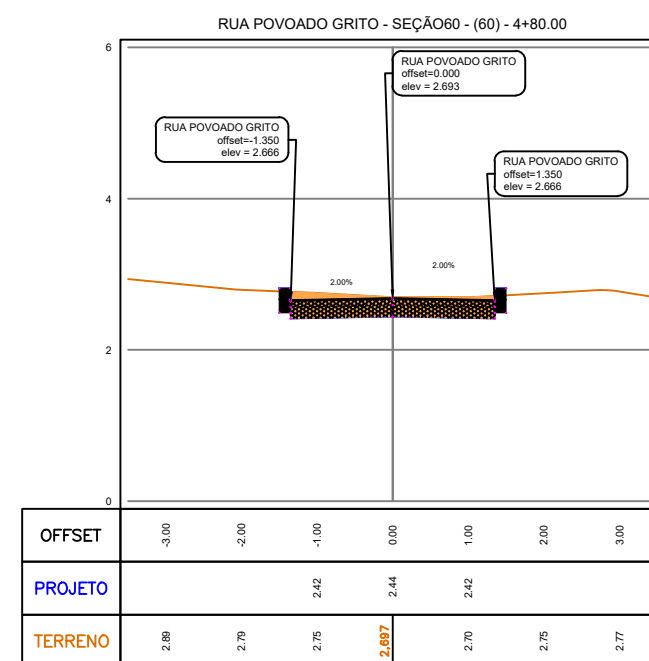 RUA POVOADO GRITO - SEÇÃO60 - (60) - 4+80.00
6
RUA POVOADO GRITO
offset=0.000
elev = 2.693
RUA POVOADO GRITO
offset=-1.350
elev = 2.666
RUA POVOADO GRITO
offset=1.350
elev = 2.666
4
2.00%
2.00%
2
0
OFFSET -3.00 -2.00 -1.00 0.00 1.00 2.00 3.00
PROJETO 2.42 2.44 2.42
TERRENO 2.89 2.79 2.75 2,697 2.70 2.75 2.77